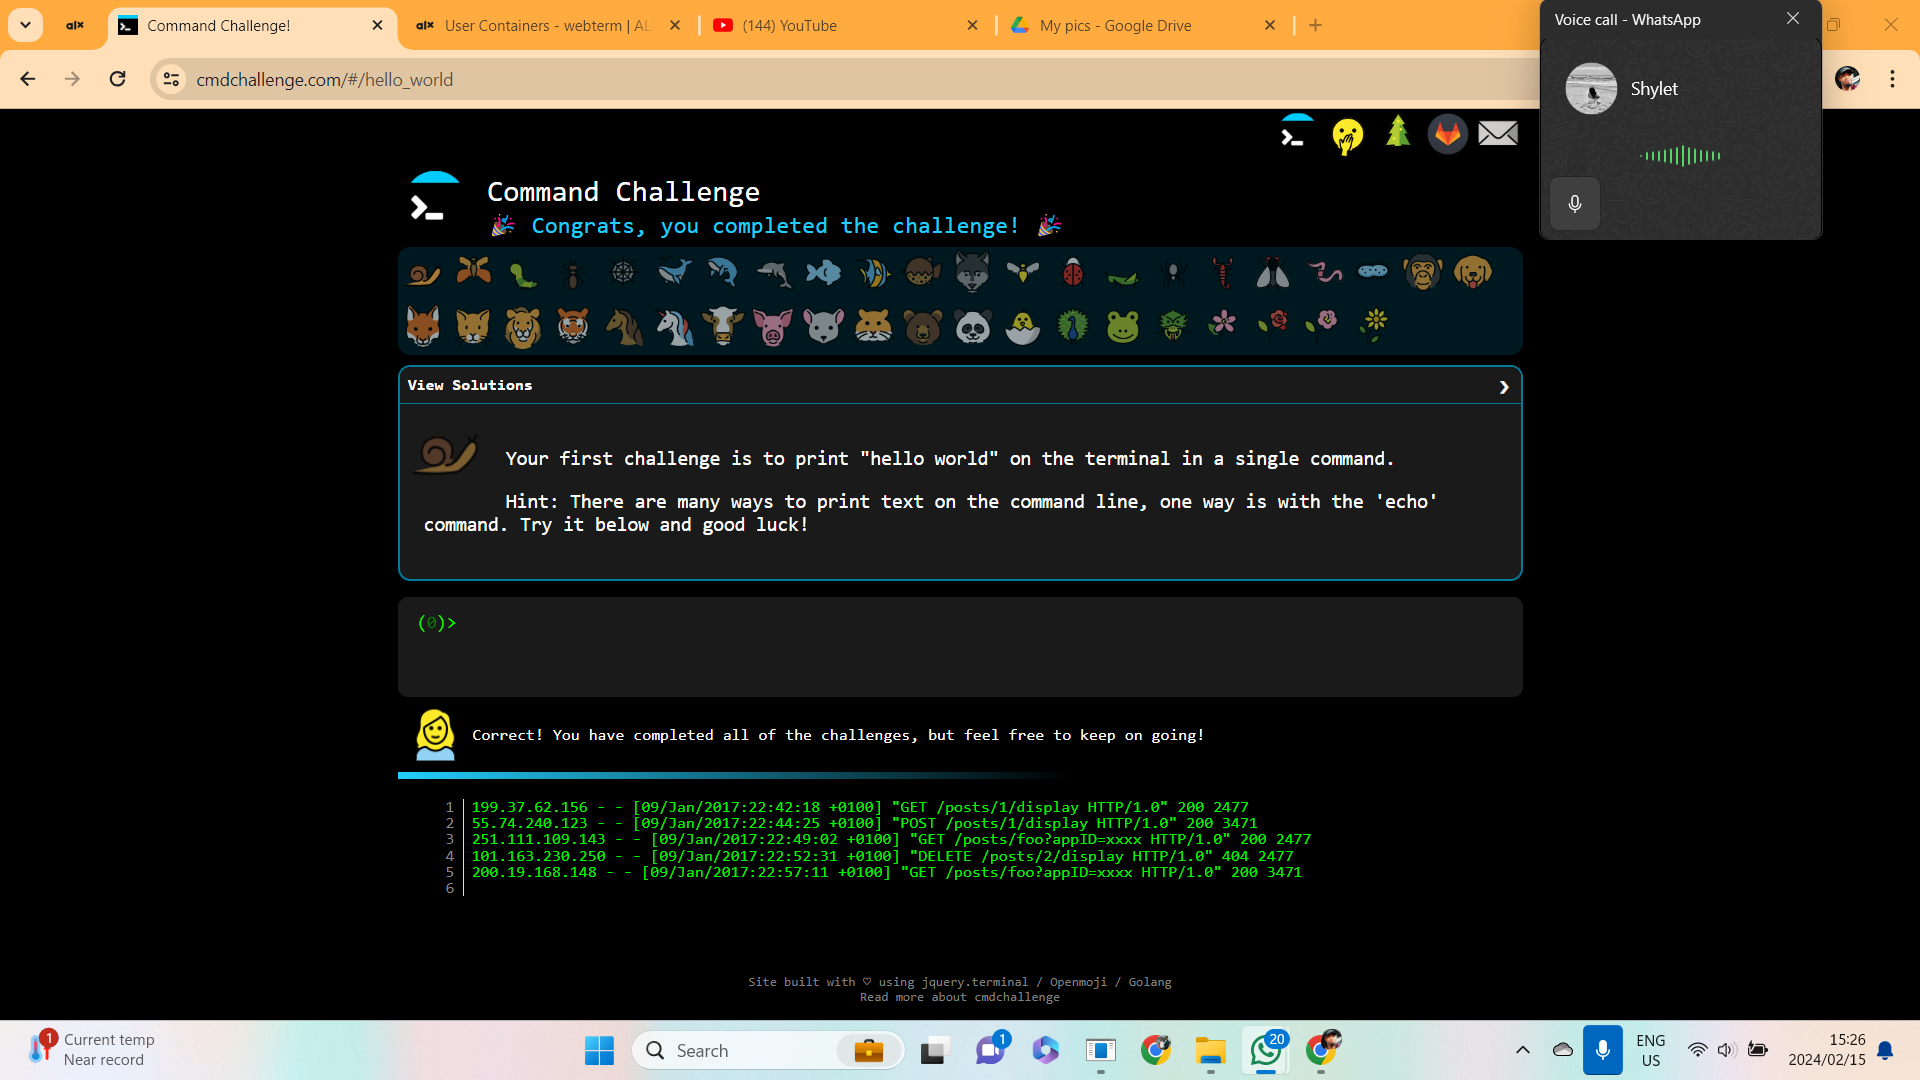 alx
Command Challenge!
alx
User Containers - webterm | AL
(144) YouTube
My pics - Google Drive
Voice call - WhatsApp
cmdchallenge.com/#/hello_world
Shylet
Command Challenge
Congrats, you completed the challenge!
View Solutions
Your first challenge is to print "hello world" on the terminal in a single command.
Hint: There are many ways to print text on the command line, one way is with the 'echo'
command. Try it below and good luck!
(0)>
Correct! You have completed all of the challenges, but feel free to keep on going!
1 199.37.62.156 - - [09/Jan/2017:22:42:18 +0100] "GET /posts/1/display HTTP/1.0" 200 2477
2 55.74.240.123 - - [09/Jan/2017:22:44:25 +0100] "POST /posts/1/display HTTP/1.0" 200 3471
3 251.111.109.143 - - [09/Jan/2017:22:49:02 +0100] "GET /posts/foo?appID=xxxx HTTP/1.0" 200 2477
4 101.163.230.250 - - [09/Jan/2017:22:52:31 +0100] "DELETE /posts/2/display HTTP/1.0" 404 2477
5 200.19.168.148 - - [09/Jan/2017:22:57:11 +0100] "GET /posts/foo?appID=xxxx HTTP/1.0" 200 3471
6
Site built with ♡ using jquery.terminal / Openmoji / Golang
Read more about cmdchallenge
1
Current temp
Near record
Search
1
20
ENG
US
15:26
2024/02/15